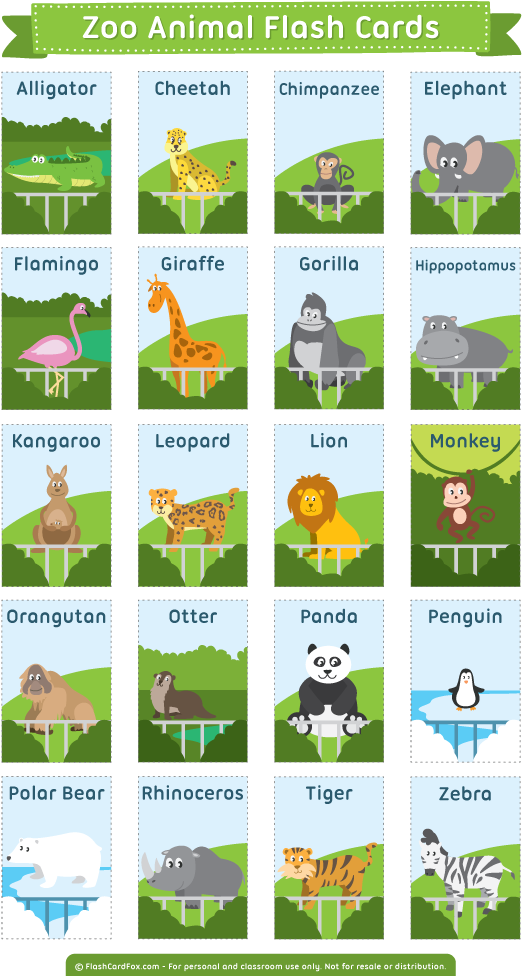 Zoo Animal Flash Cards
Alligator
Cheetah
Chimpanzee
Elephant
Flamingo
Giraffe
Gorilla
Hippopotamus
Kangaroo
Leopard
Lion
Monkey
Orangutan
Otter
Panda
Penguin
Polar Bear
Rhinoceros
Tiger
Zebra
© FlashCardFox.com - For personal and classroom use only. Not for resale or distribution.